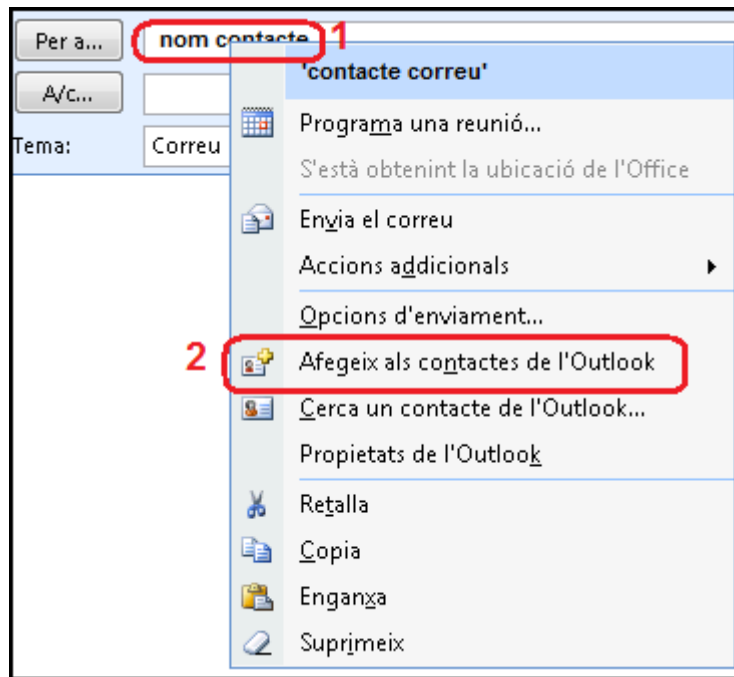 Per a... nom contacte 1
'contacte correu'
A/c...
Programa una reunió...
Tema: Correu
S'està obtenint la ubicació de l'Office
Envia el correu
Accions addicionals
Opcions d'enviament...
2 Afegeix als contactes de l'Outlook
Cerca un contacte de l'Outlook...
Propietats de l'Outlook
Retalla
Copia
Enganxa
Suprimeix